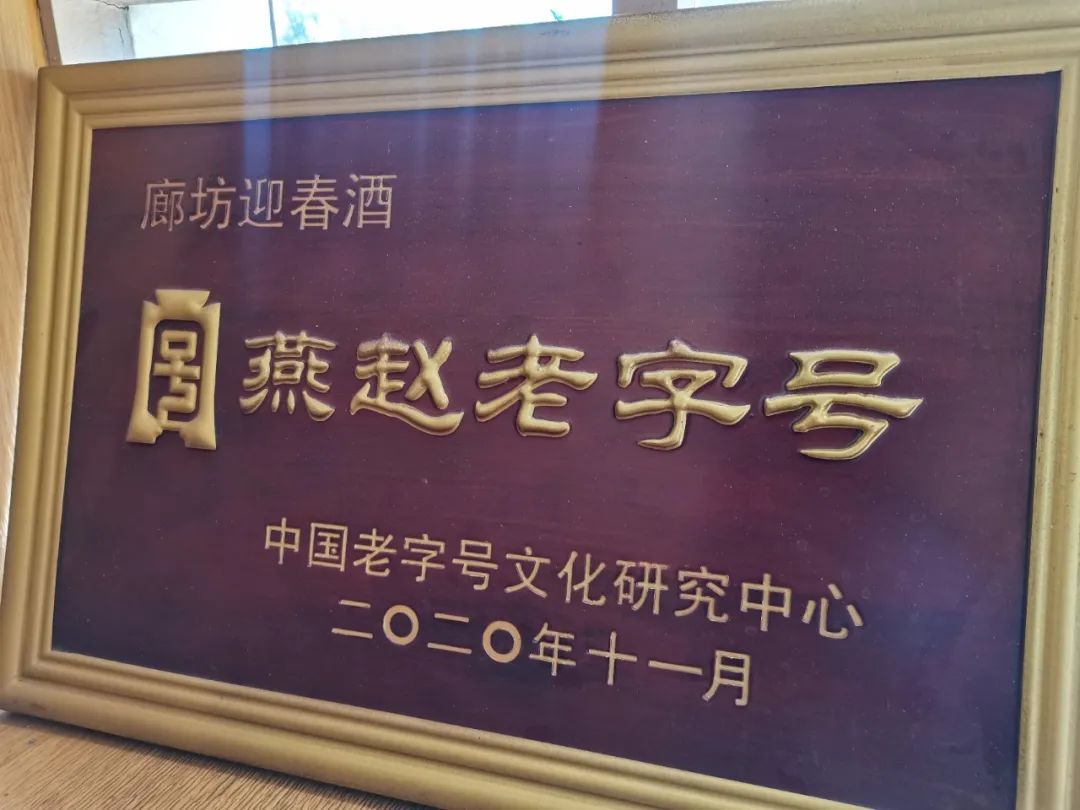 廊坊迎春酒
号 燕赵老字号
中国老字号文化研究中心
二〇二〇年十一月